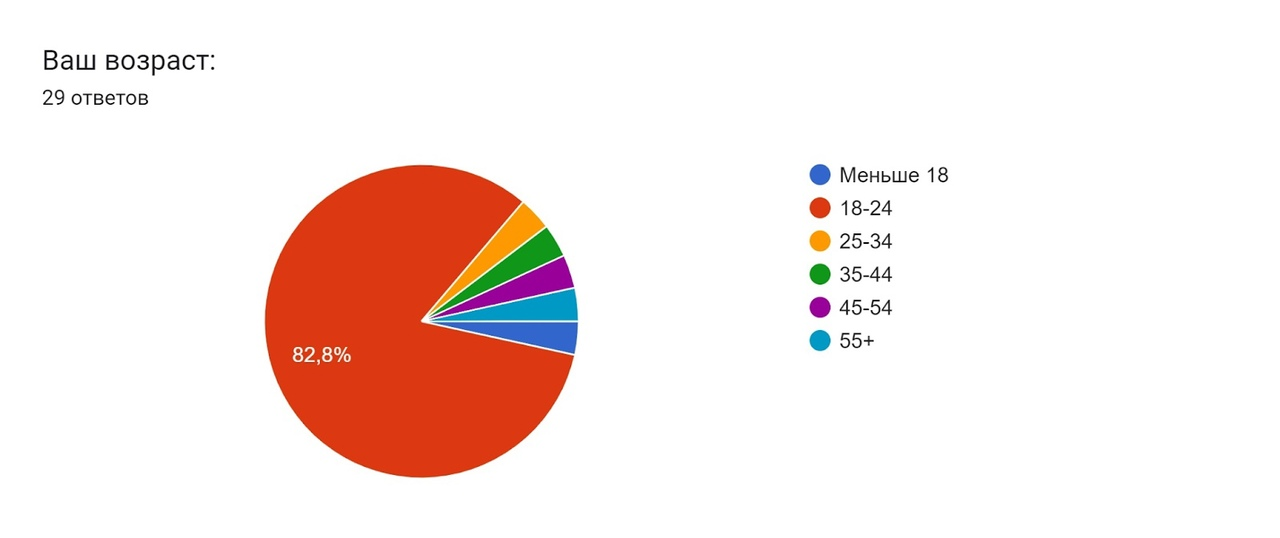 Ваш возраст:
29 ответов
82,8%
Меньше 18
18-24
25-34
35-44
45-54
55+